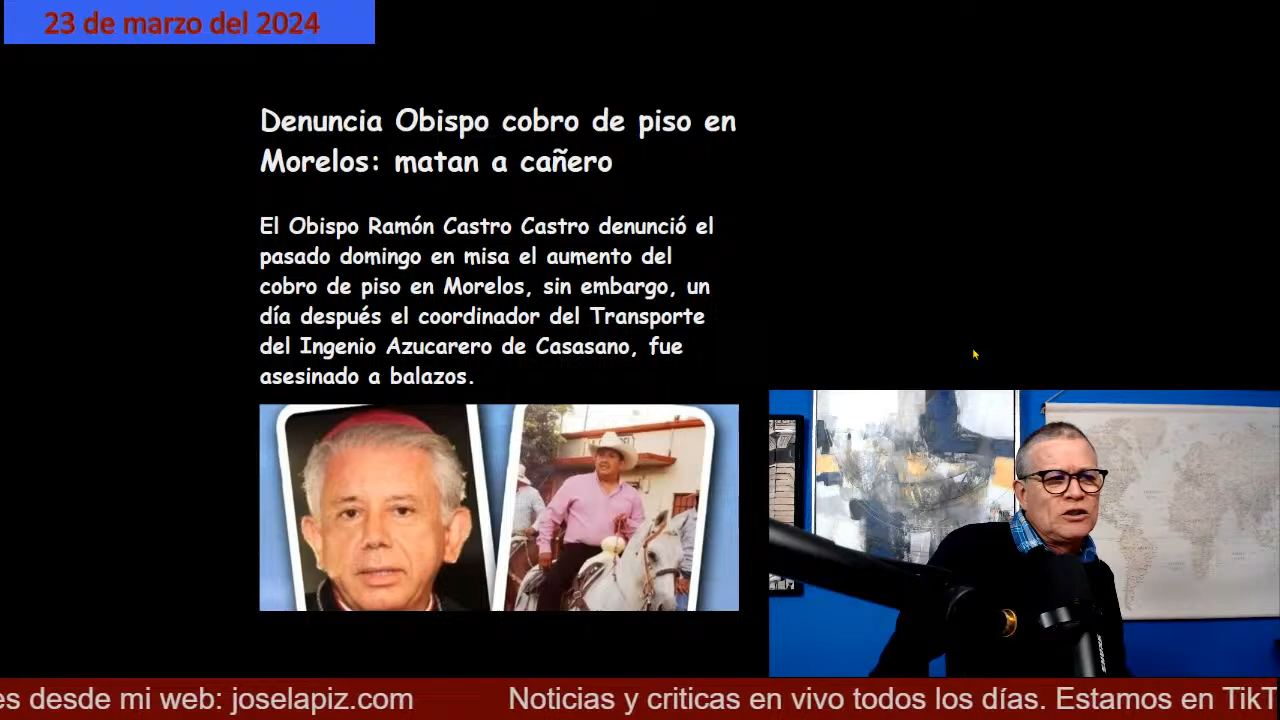 23 de marzo del 2024
Denuncia Obispo cobro de piso en
Morelos: matan a cañero
El Obispo Ramón Castro Castro denunció el
pasado domingo en misa el aumento del
cobro de piso en Morelos, sin embargo, un
día después el coordinador del Transporte
del Ingenio Azucarero de Casasano, fue
asesinado a balazos.
es desde mi web: joselapiz.com Noticias y criticas en vivo todos los días. Estamos en TikT